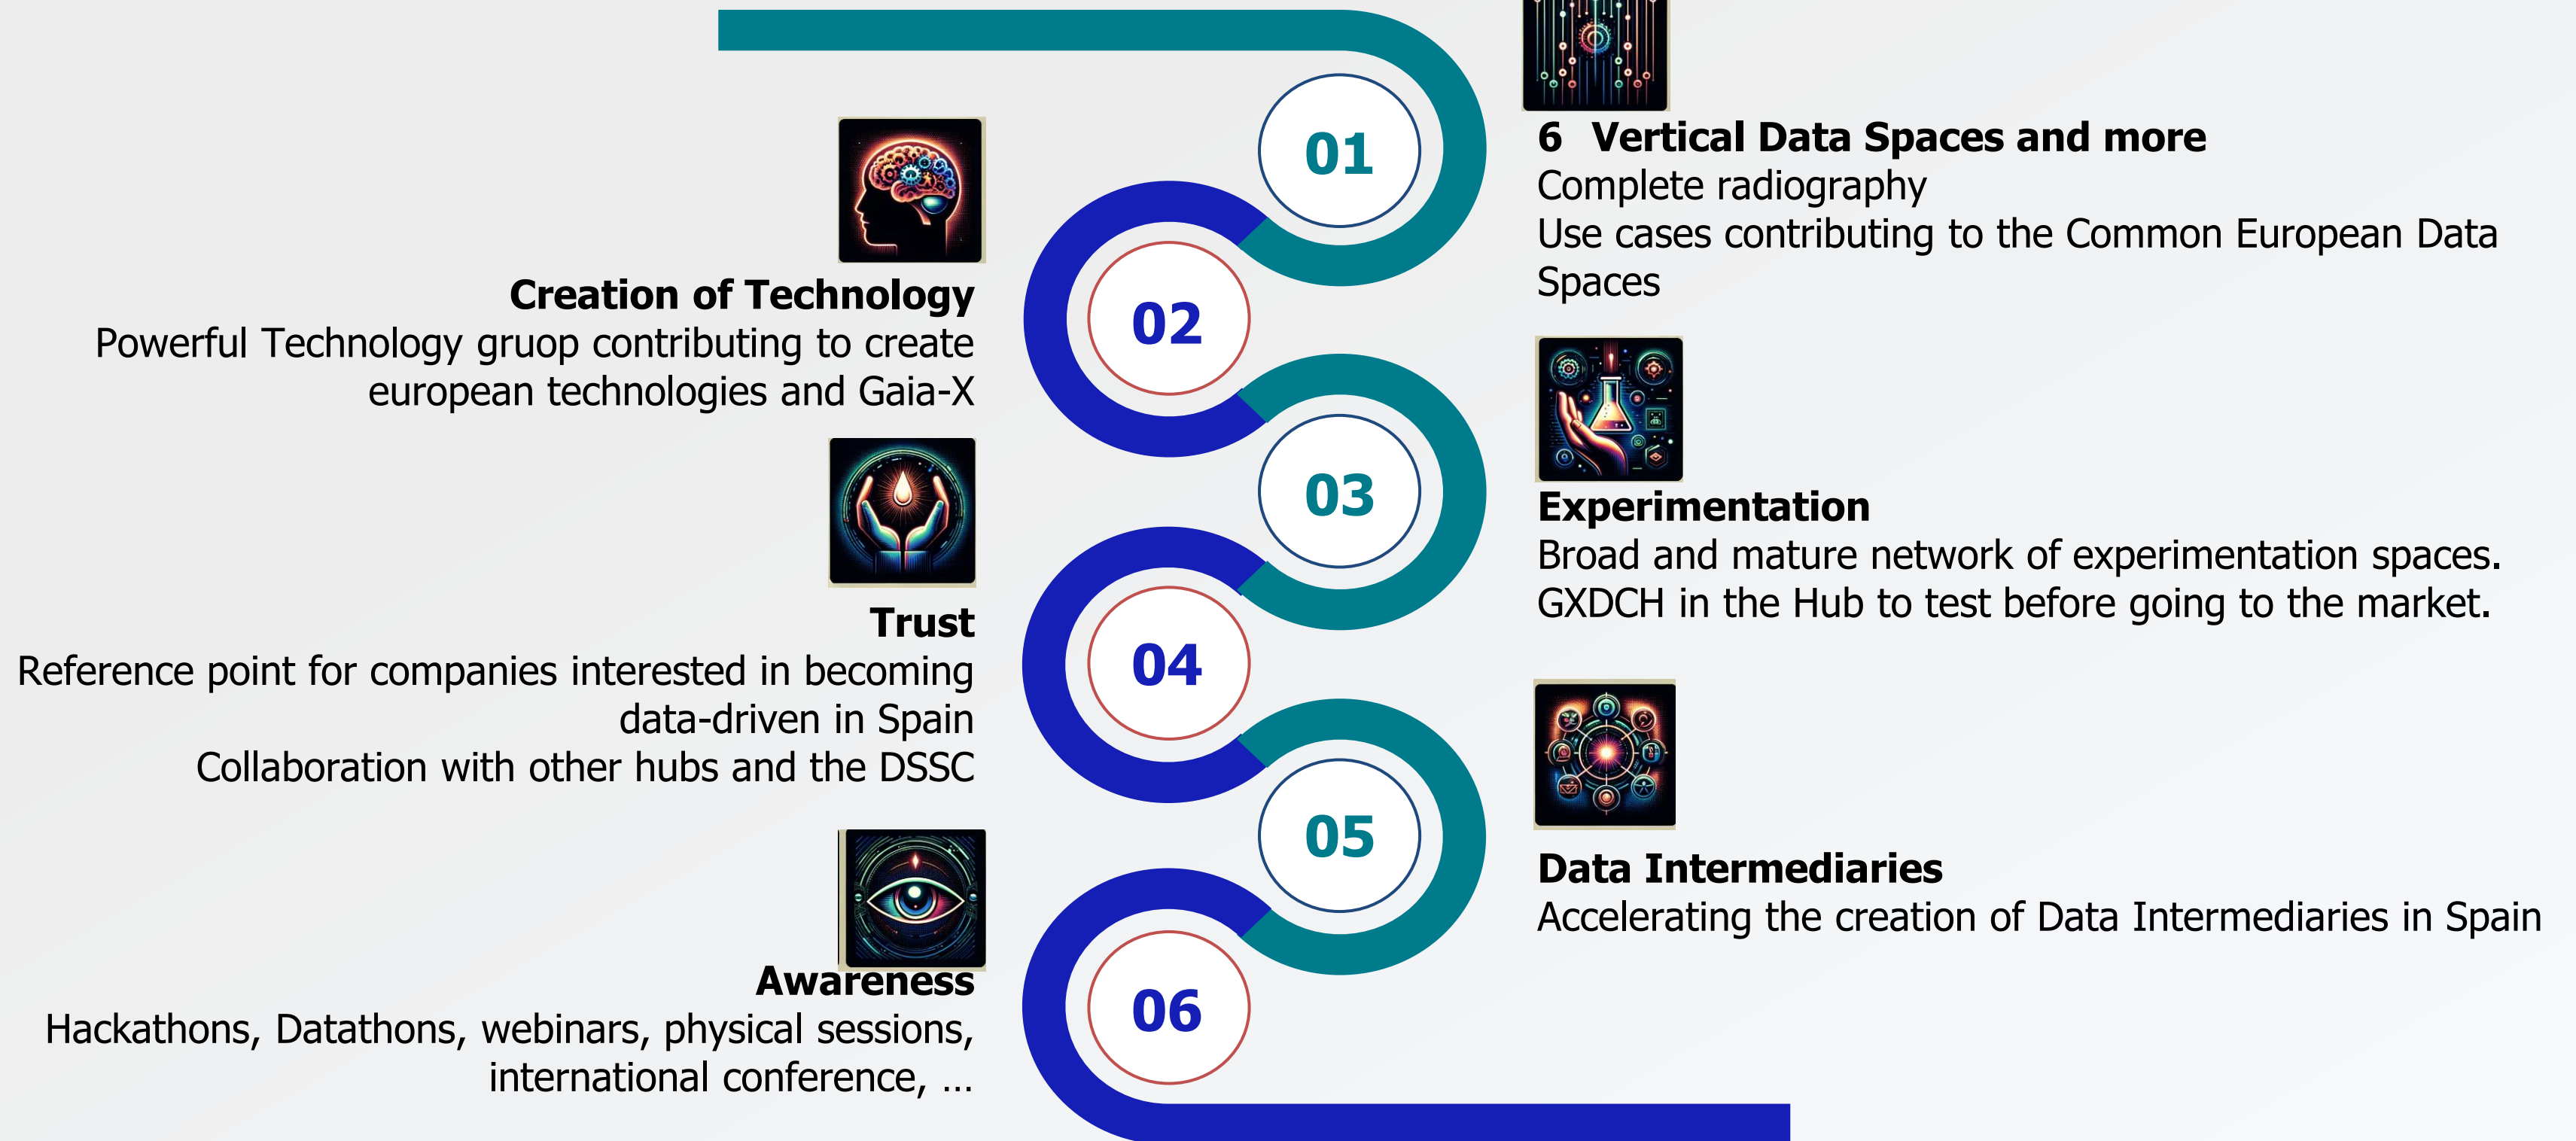 01
6 Vertical Data Spaces and more
Complete radiography
Use cases contributing to the Common European Data
Spaces
02
Creation of Technology
Powerful Technology gruop contributing to create
european technologies and Gaia-X
03
Experimentation
Broad and mature network of experimentation spaces.
GXDCH in the Hub to test before going to the market.
04
Trust
Reference point for companies interested in becoming
data-driven in Spain
Collaboration with other hubs and the DSSC
05
Data Intermediaries
Accelerating the creation of Data Intermediaries in Spain
06
Awareness
Hackathons, Datathons, webinars, physical sessions,
international conference, ...